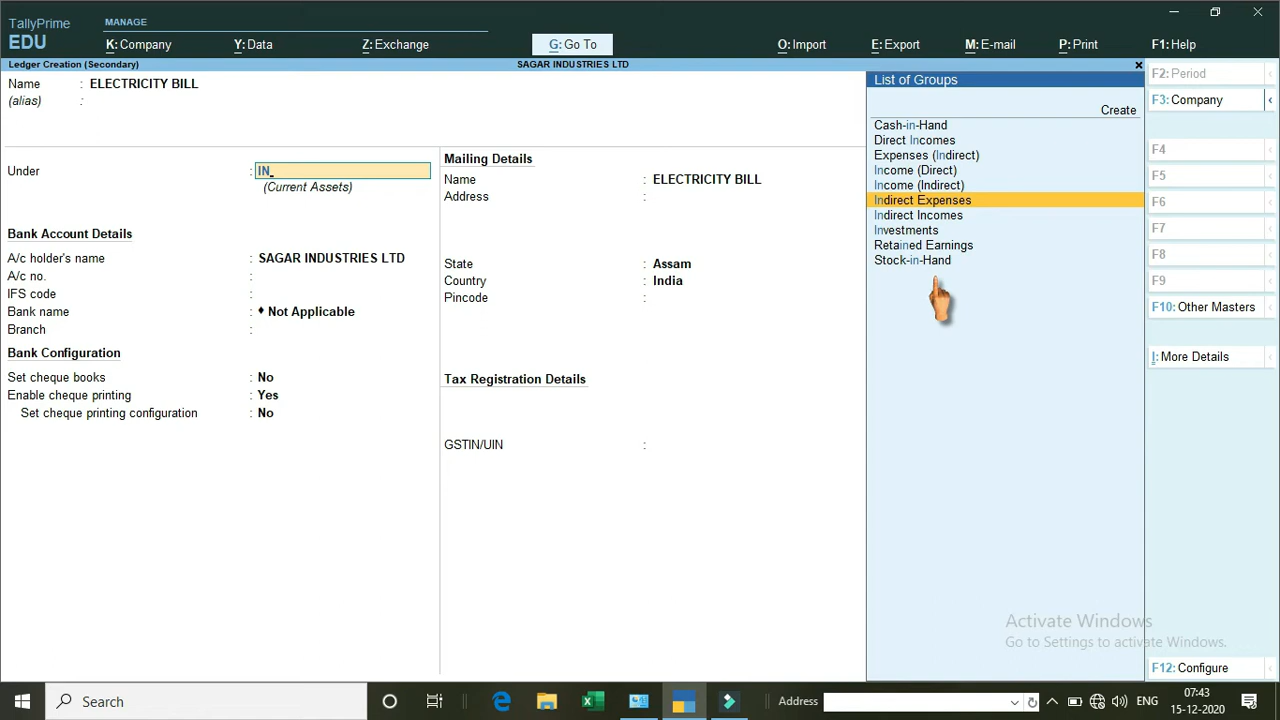 TallyPrime
EDU
MANAGE
K: Company
Y: Data
Z: Exchange
G: Go To
O: Import
E: Export
M: E-mail
P: Print
F1: Help
Ledger Creation (Secondary)
SAGAR INDUSTRIES LTD
Name : ELECTRICITY BILL
(alias) :
Under : IN
(Current Assets)
Bank Account Details
A/c holder's name : SAGAR INDUSTRIES LTD
A/c no. :
IFS code :
Bank name : ♦ Not Applicable
Branch :
Bank Configuration
Set cheque books : No
Enable cheque printing : Yes
Set cheque printing configuration : No
Mailing Details
Name : ELECTRICITY BILL
Address :
State : Assam
Country : India
Pincode :
Tax Registration Details
GSTIN/UIN :
List of Groups
Create
Cash-in-Hand
Direct Incomes
Expenses (Indirect)
Income (Direct)
Income (Indirect)
Indirect Expenses
Indirect Incomes
Investments
Retained Earnings
Stock-in-Hand
F2: Period
F3: Company
F4
F5
F6
F7
F8
F9
F10: Other Masters
I: More Details
F12: Configure
Activate Windows
Go to Settings to activate Windows.
Search
Address
ENG
07:43
15-12-2020